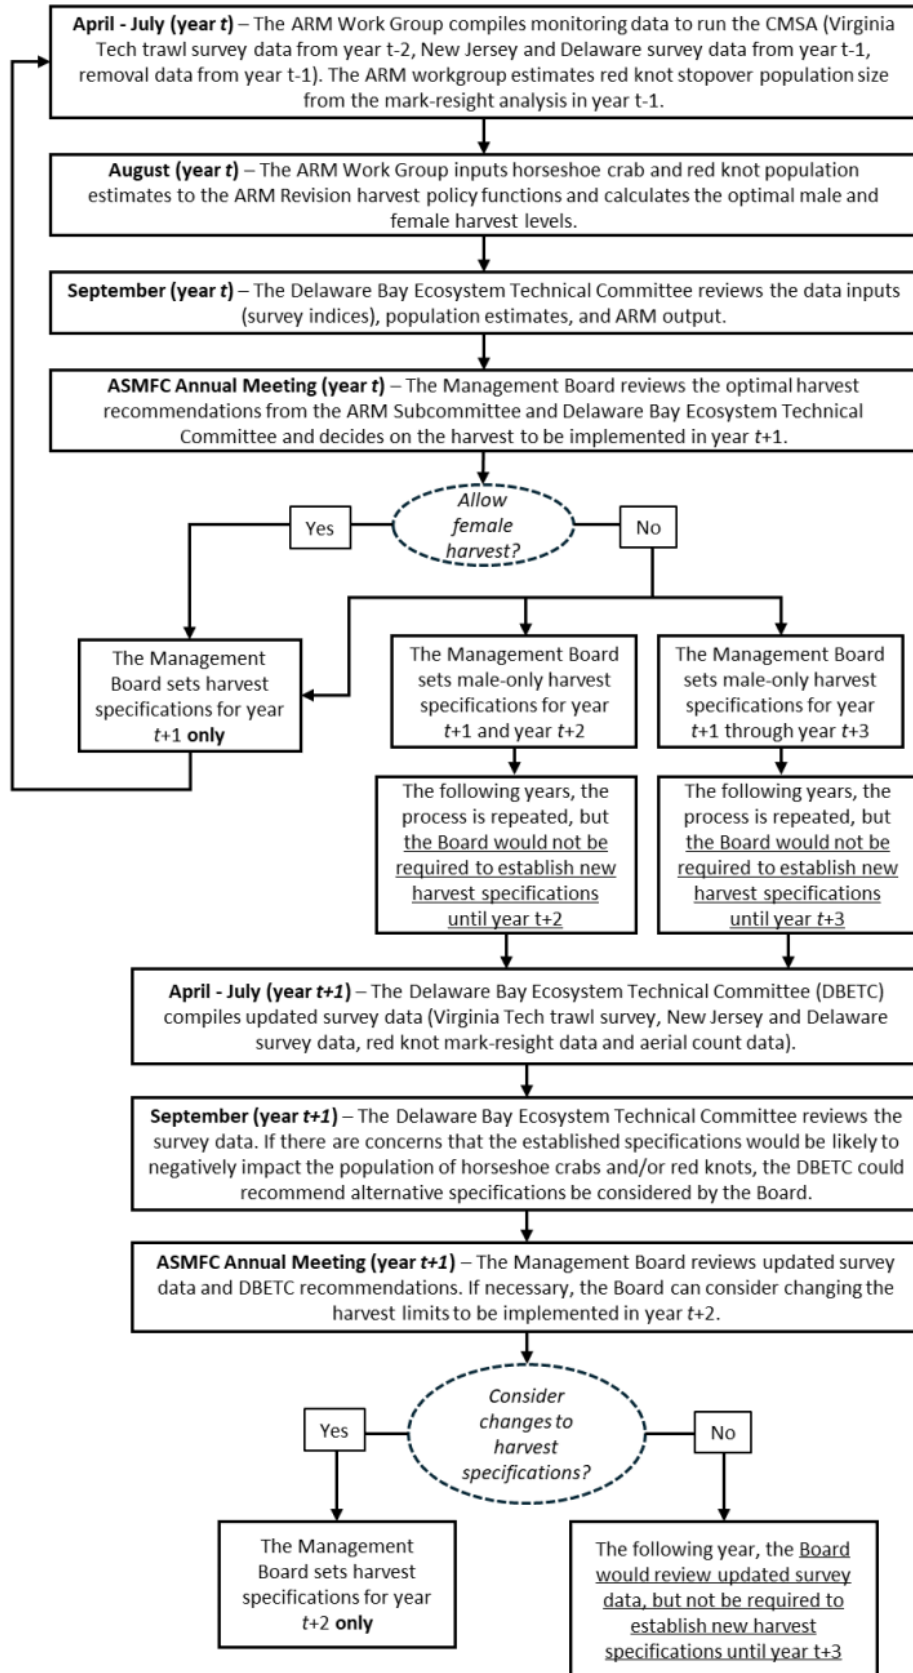 April - July (year t) – The ARM Work Group compiles monitoring data to run the CMSA (Virginia
Tech trawl survey data from year t-2, New Jersey and Delaware survey data from year t-1,
removal data from year t-1). The ARM workgroup estimates red knot stopover population size
from the mark-resight analysis in year t-1.
August (year t) – The ARM Work Group inputs horseshoe crab and red knot population
estimates to the ARM Revision harvest policy functions and calculates the optimal male and
female harvest levels.
September (year t) – The Delaware Bay Ecosystem Technical Committee reviews the data inputs
(survey indices), population estimates, and ARM output.
ASMFC Annual Meeting (year t) – The Management Board reviews the optimal harvest
recommendations from the ARM Subcommittee and Delaware Bay Ecosystem Technical
Committee and decides on the harvest to be implemented in year t+1.
Allow
female
harvest?
Yes
No
The Management
Board sets harvest
specifications for year
t+1 only
The Management Board
sets male-only harvest
specifications for year
t+1 and year t+2
The Management Board
sets male-only harvest
specifications for year
t+1 through year t+3
The following years, the
process is repeated, but
the Board would not be
required to establish new
harvest specifications
until year t+2
The following years, the
process is repeated, but
the Board would not be
required to establish new
harvest specifications
until year t+3
April - July (year t+1) – The Delaware Bay Ecosystem Technical Committee (DBETC)
compiles updated survey data (Virginia Tech trawl survey, New Jersey and Delaware
survey data, red knot mark-resight data and aerial count data).
September (year t+1) – The Delaware Bay Ecosystem Technical Committee reviews the
survey data. If there are concerns that the established specifications would be likely to
negatively impact the population of horseshoe crabs and/or red knots, the DBETC could
recommend alternative specifications be considered by the Board.
ASMFC Annual Meeting (year t+1) – The Management Board reviews updated survey
data and DBETC recommendations. If necessary, the Board can consider changing the
harvest limits to be implemented in year t+2.
Consider
changes to
harvest
specifications?
Yes
No
The Management
Board sets harvest
specifications for year
t+2 only
The following year, the Board
would review updated survey
data, but not be required to
establish new harvest
specifications until year t+3